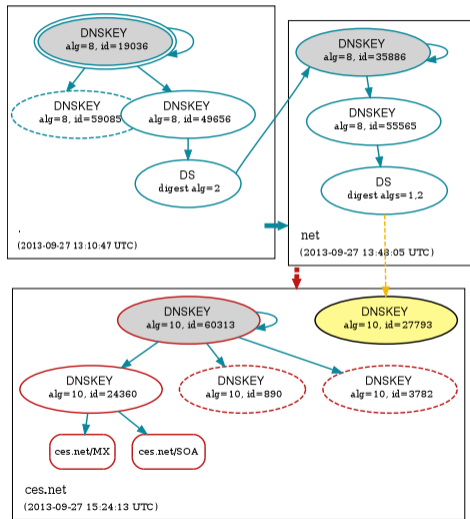 DNSKEY
alg=8, id=19036
DNSKEY
alg=8, id=59085
DNSKEY
alg=8, id=49656
DS
digest alg=2
.
(2013-09-27 13:10:47 UTC)
DNSKEY
alg=8, id=35886
DNSKEY
alg=8, id=55565
DS
digest algs=1,2
net
(2013-09-27 13:48:05 UTC)
DNSKEY
alg=10, id=60313
DNSKEY
alg=10, id=27793
DNSKEY
alg=10, id=24360
DNSKEY
alg=10, id=890
DNSKEY
alg=10, id=3782
ces.net/MX
ces.net/SOA
ces.net
(2013-09-27 15:24:13 UTC)